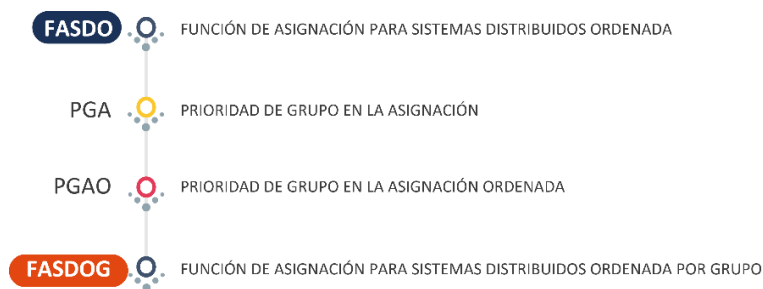 FASDO FUNCIÓN DE ASIGNACIÓN PARA SISTEMAS DISTRIBUIDOS ORDENADA
PGA PRIORIDAD DE GRUPO EN LA ASIGNACIÓN
PGAO PRIORIDAD DE GRUPO EN LA ASIGNACIÓN ORDENADA
FASDOG FUNCIÓN DE ASIGNACIÓN PARA SISTEMAS DISTRIBUIDOS ORDENADA POR GRUPO